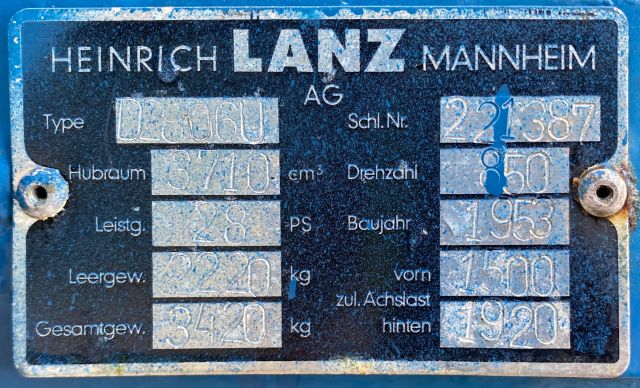 HEINRICH LANZ MANNHEIM
AG
Type D2806U Schl.Nr. 221387
Hubraum 3710 cm³ Drehzahl 850
Leistg. 28 PS Baujahr 1953
Leergew. 2220 kg vorn 1500
zul. Achslast
Gesamtgew. 3420 kg hinten 1920